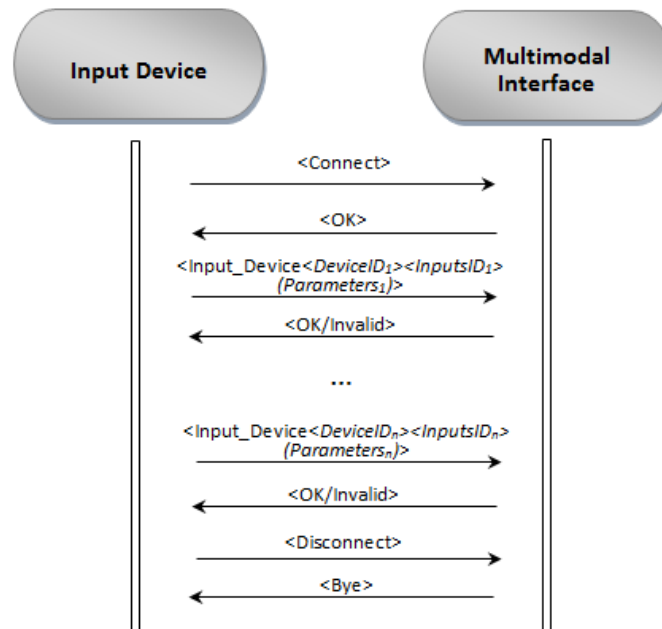 Input Device
Multimodal
Interface
<Connect>
<OK>
<Input_Device<DeviceID₁><InputsID₁>
(Parameters₁)>
<OK/Invalid>
...
<Input_Device<DeviceIDₙ><InputsIDₙ>
(Parametersₙ)>
<OK/Invalid>
<Disconnect>
<Bye>